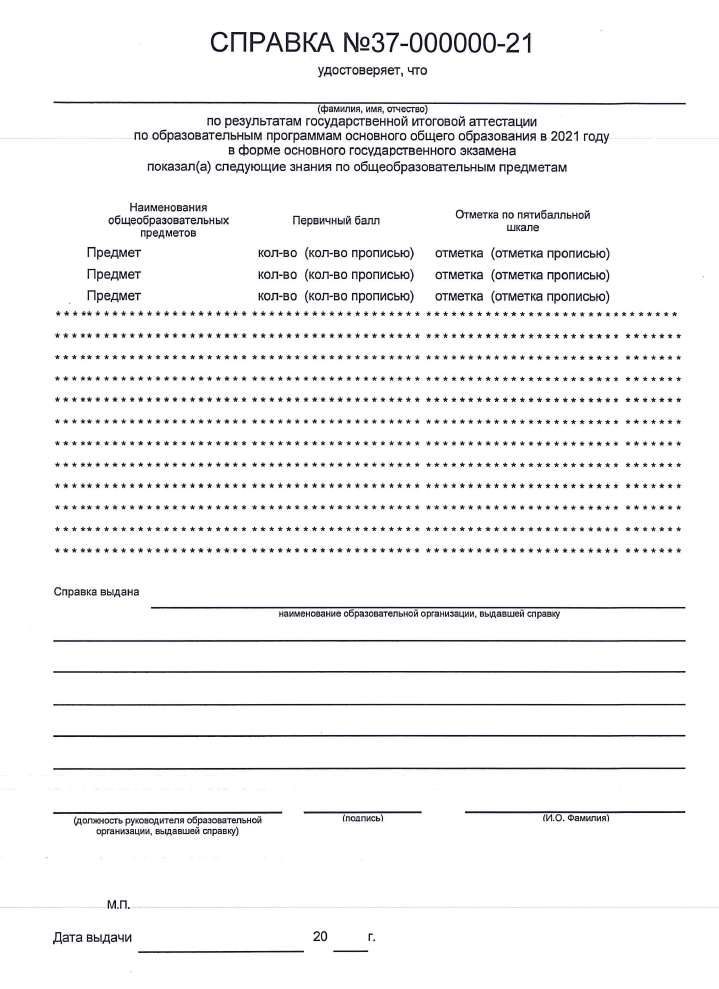 СПРАВКА №37-000000-21
удостоверяет, что
(фамилия, имя, отчество)
по результатам государственной итоговой аттестации
по образовательным программам основного общего образования в 2021 году
в форме основного государственного экзамена
показал(а) следующие знания по общеобразовательным предметам
Наименования общеобразовательных предметов Первичный балл Отметка по пятибалльной шкале
Предмет кол-во (кол-во прописью) отметка (отметка прописью)
Предмет кол-во (кол-во прописью) отметка (отметка прописью)
Предмет кол-во (кол-во прописью) отметка (отметка прописью)
Справка выдана
наименование образовательной организации, выдавшей справку
(должность руководителя образовательной организации, выдавшей справку) (подпись) (И.О. Фамилия)
М.П.
Дата выдачи 20 г.